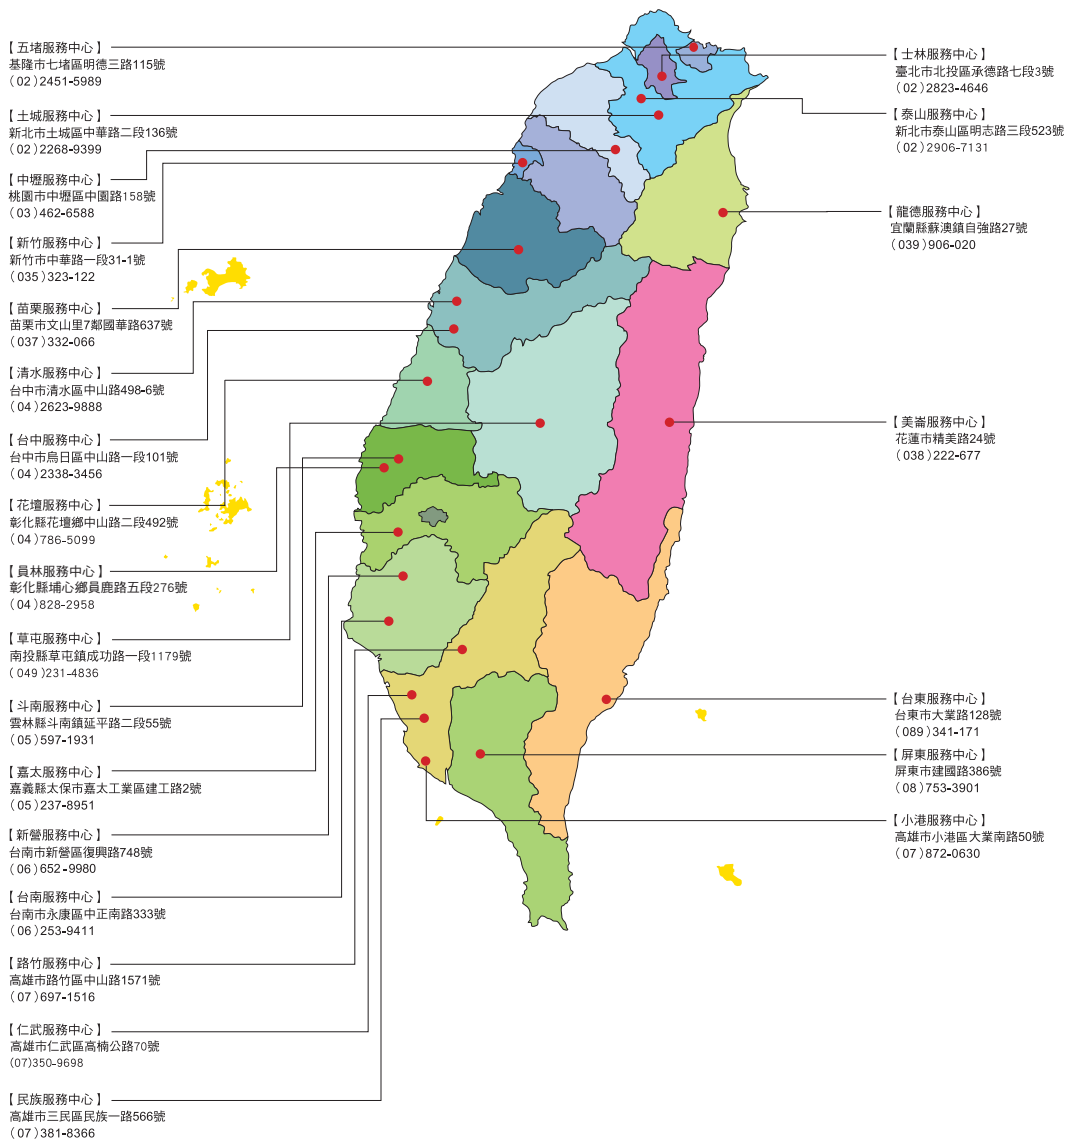 【五堵服務中心】
基隆市七堵區明德三路115號
(02)2451-5989
【土城服務中心】
新北市土城區中華路二段136號
(02)2268-9399
【中壢服務中心】
桃園市中壢區中園路158號
(03)462-6588
【新竹服務中心】
新竹市中華路一段31-1號
(035)323-122
【苗栗服務中心】
苗栗市文山里7鄰國華路637號
(037)332-066
【清水服務中心】
台中市清水區中山路498-6號
(04)2623-9888
【台中服務中心】
台中市烏日區中山路一段101號
(04)2338-3456
【花壇服務中心】
彰化縣花壇鄉中山路二段492號
(04)786-5099
【員林服務中心】
彰化縣埔心鄉員鹿路五段276號
(04)828-2958
【草屯服務中心】
南投縣草屯鎮成功路一段1179號
(049)231-4836
【斗南服務中心】
雲林縣斗南鎮延平路二段55號
(05)597-1931
【嘉太服務中心】
嘉義縣太保市嘉太工業區建工路2號
(05)237-8951
【新營服務中心】
台南市新營區復興路748號
(06)652-9980
【台南服務中心】
台南市永康區中正南路333號
(06)253-9411
【路竹服務中心】
高雄市路竹區中山路1571號
(07)697-1516
【仁武服務中心】
高雄市仁武區高楠公路70號
(07)350-9698
【民族服務中心】
高雄市三民區民族一路566號
(07)381-8366
【士林服務中心】
臺北市北投區承德路七段3號
(02)2823-4646
【泰山服務中心】
新北市泰山區明志路三段523號
(02)2906-7131
【龍德服務中心】
宜蘭縣蘇澳鎮自強路27號
(039)906-020
【美崙服務中心】
花蓮市精美路24號
(038)222-677
【台東服務中心】
台東市大業路128號
(089)341-171
【屏東服務中心】
屏東市建國路386號
(08)753-3901
【小港服務中心】
高雄市小港區大業南路50號
(07)872-0630